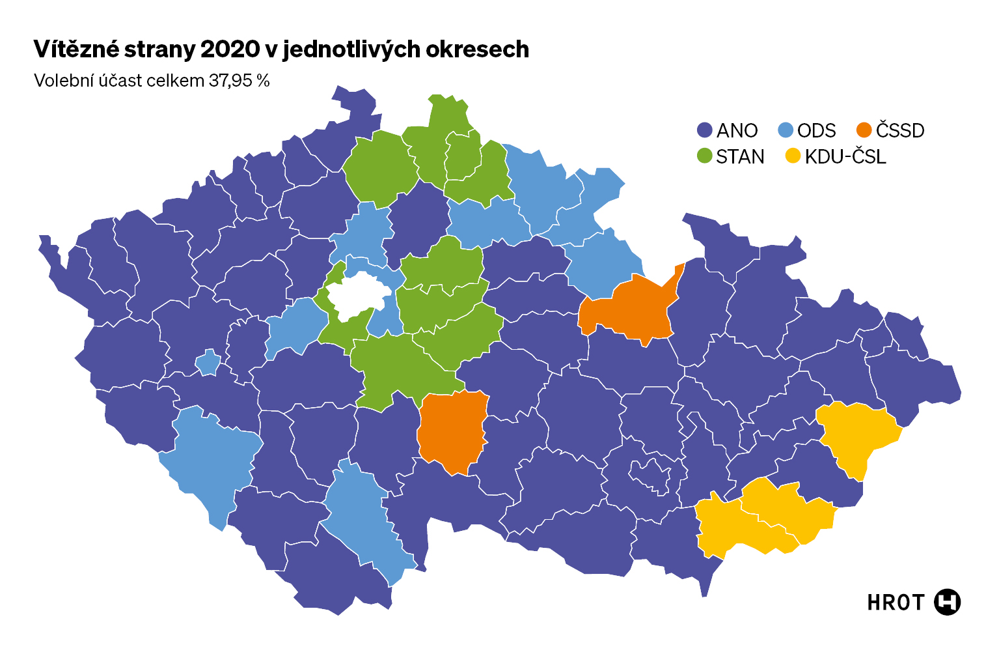 Vítězné strany 2020 v jednotlivých okresech
Volební účast celkem 37,95 %
ANO ODS ČSSD
STAN KDU-ČSL
HROT H